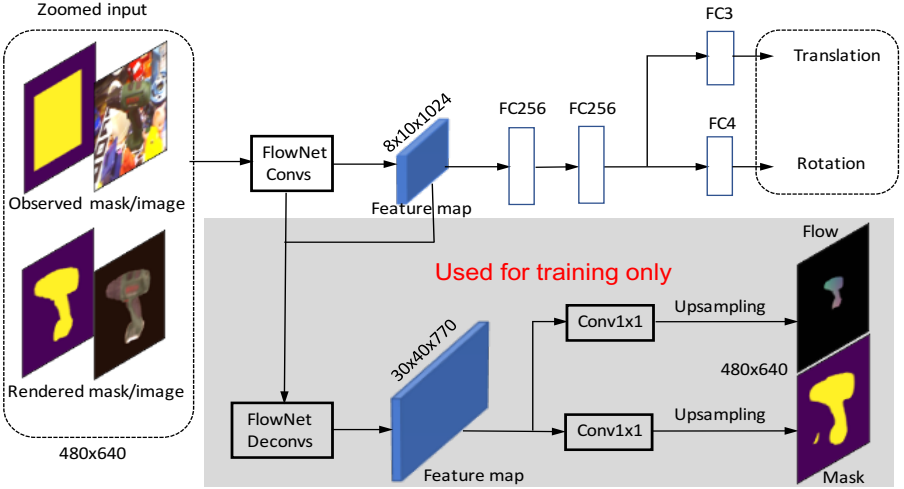 Zoomed input
Observed mask/image
Rendered mask/image
480x640
FlowNet
Convs
8x10x1024
Feature map
FC256
FC256
FC3
FC4
Translation
Rotation
Used for training only
FlowNet
Deconvs
30x40x770
Feature map
Conv1x1
Conv1x1
Upsampling
Upsampling
Flow
480x640
Mask